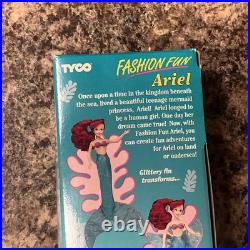 TYCO
FASHION FUN
Ariel
Once upon a time in the kingdom beneath
the sea, lived a beautiful teenage mermaid
princess, Ariel! Ariel longed to
be a human girl. One day her
dream came true! Now, with
Fashion Fun Ariel, you can
create fun adventures
for Ariel on land
or undersea!
Glittery fin
transforms...